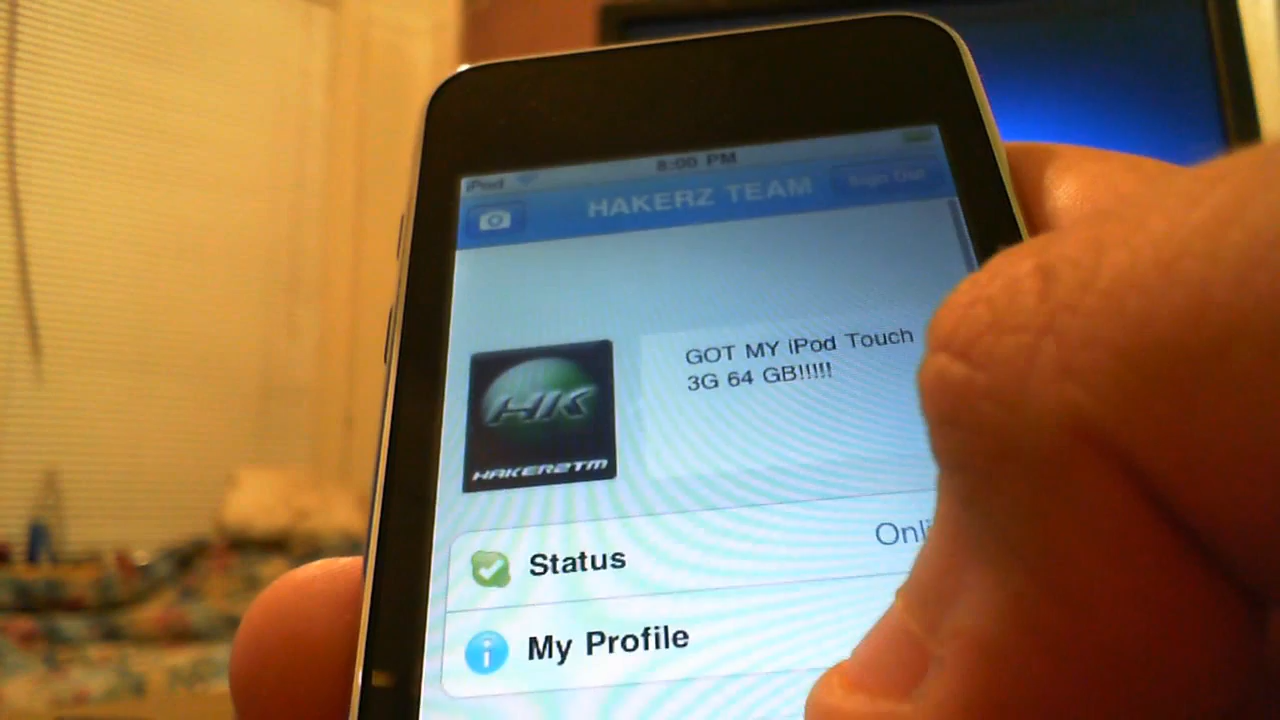 iPod 8:00 PM
HAKERZ TEAM Sign Out
GOT MY iPod Touch
3G 64 GB!!!!!
HK
HAKERZTM
Status Onli
My Profile